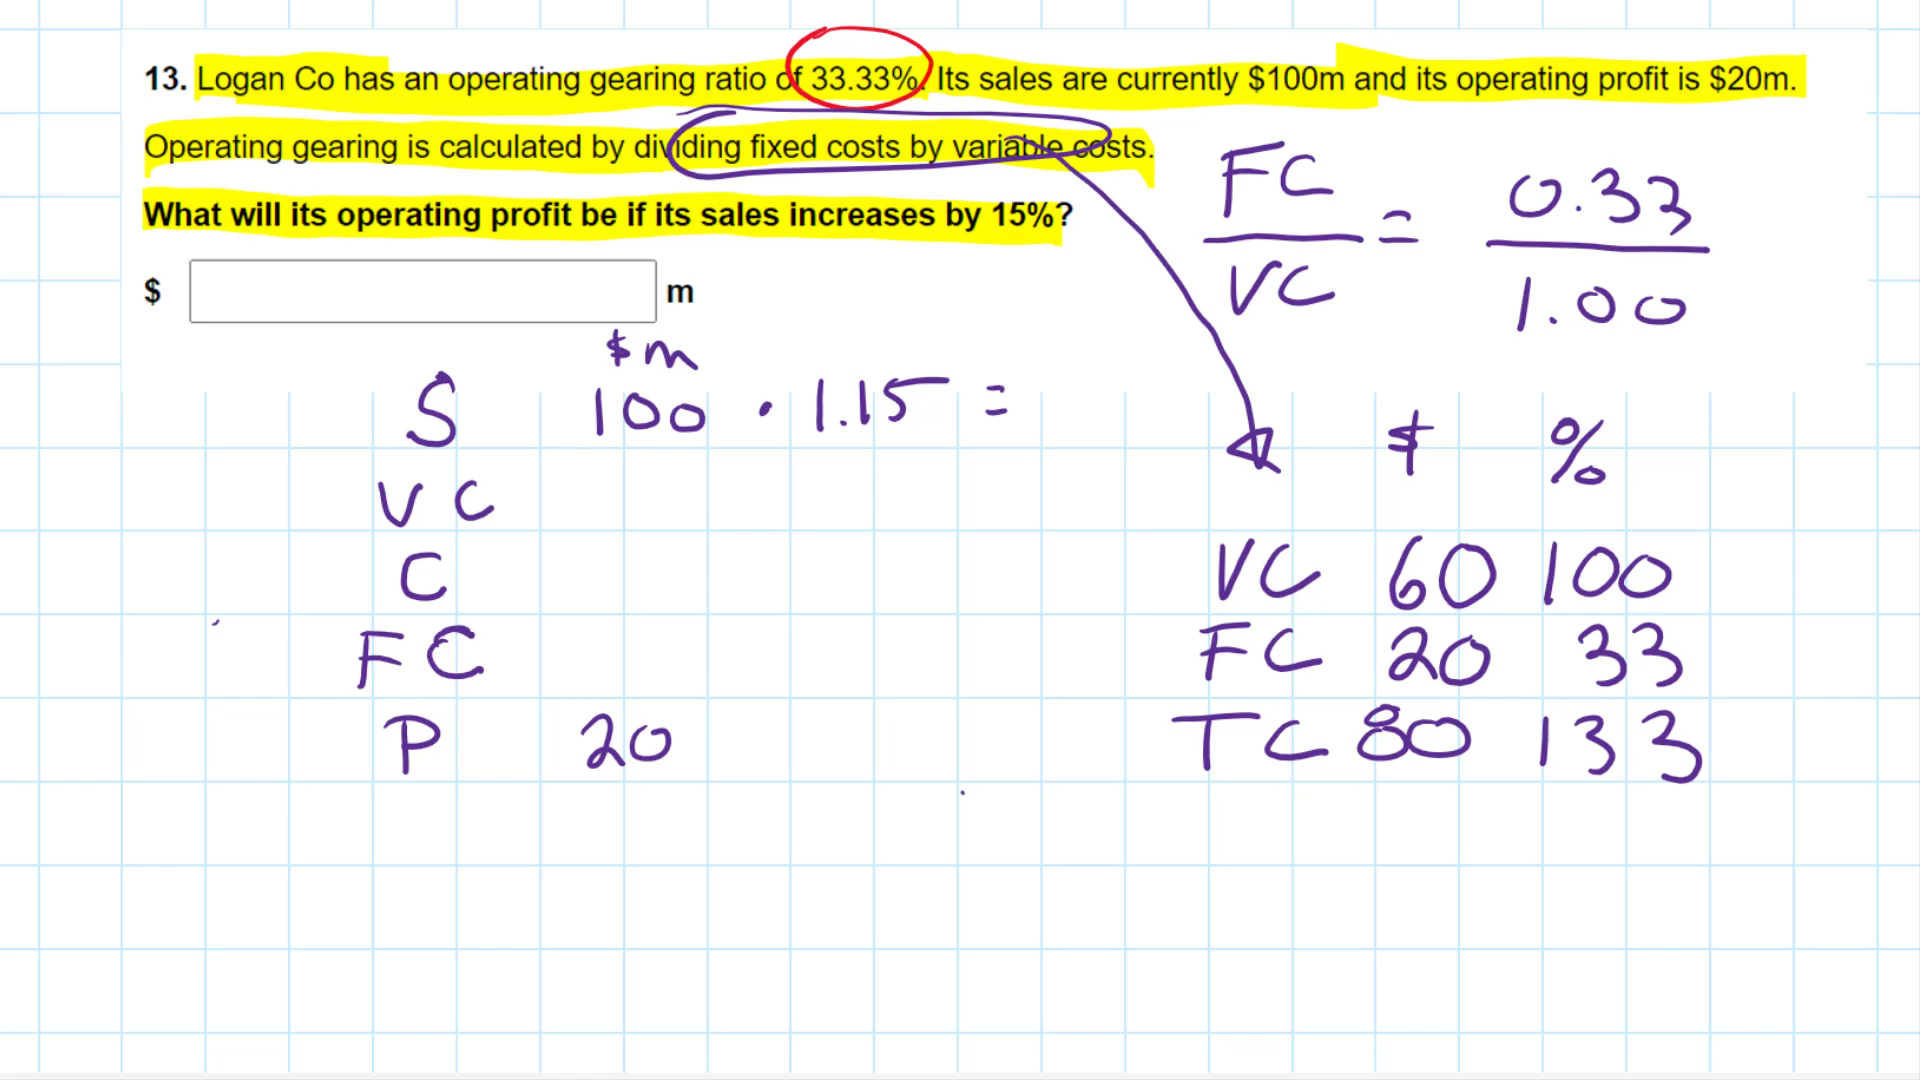 13. Logan Co has an operating gearing ratio of 33.33%. Its sales are currently $100m and its operating profit is $20m.
Operating gearing is calculated by dividing fixed costs by variable costs.
What will its operating profit be if its sales increases by 15%?
$ m
FC
VC
=
0.33
1.00
$m
S 100 · 1.15 =
VC
C
FC
P 20
$ %
VC 60 100
FC 20 33
TC 80 133